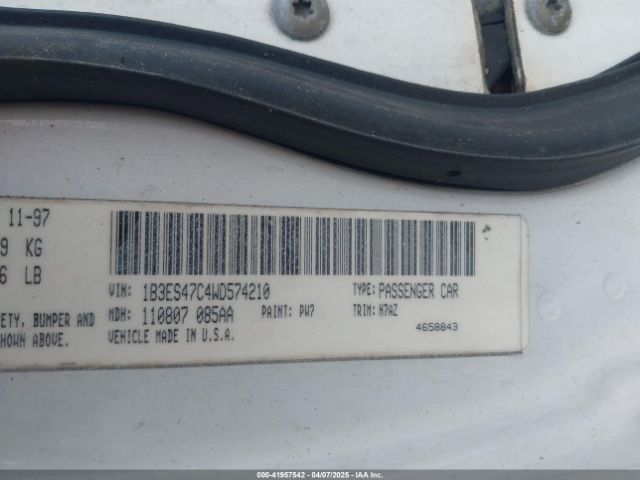 11-97
9 KG
6 LB
VIN: 1B3ES47C4WD574210
TYPE: PASSENGER CAR
MDH: 110807 085AA
PAINT: PW7
TRIM: M7AZ
VEHICLE MADE IN U.S.A.
4658843
ETY, BUMPER AND
HOWN ABOVE.
000-41957542 - 04/07/2025 - IAA Inc.